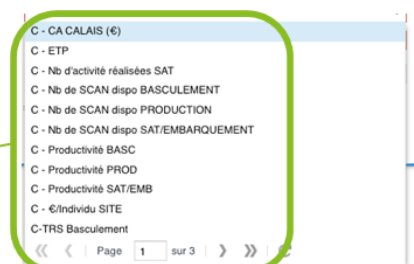 C - CA CALAIS (€)
C - ETP
C - Nb d'activité réalisées SAT
C - Nb de SCAN dispo BASCULEMENT
C - Nb de SCAN dispo PRODUCTION
C - Nb de SCAN dispo SAT/EMBARQUEMENT
C - Productivité BASC
C - Productivité PROD
C - Productivité SAT/EMB
C - €/Individu SITE
C-TRS Basculement
Page 1 sur 3